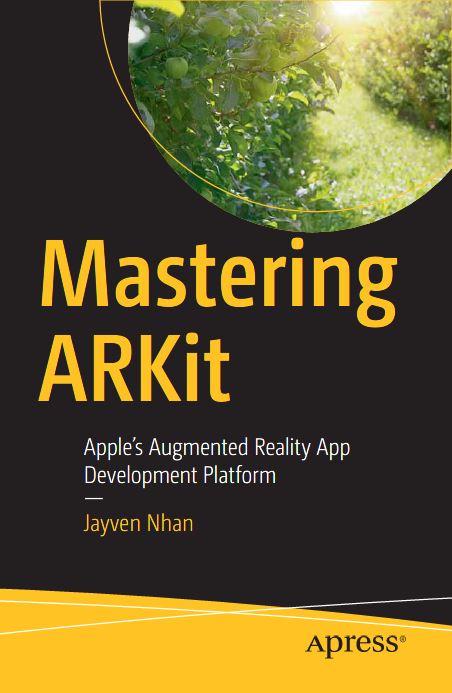 Mastering
ARKit
Apple’s Augmented Reality App
Development Platform
—
Jayven Nhan
Apress®